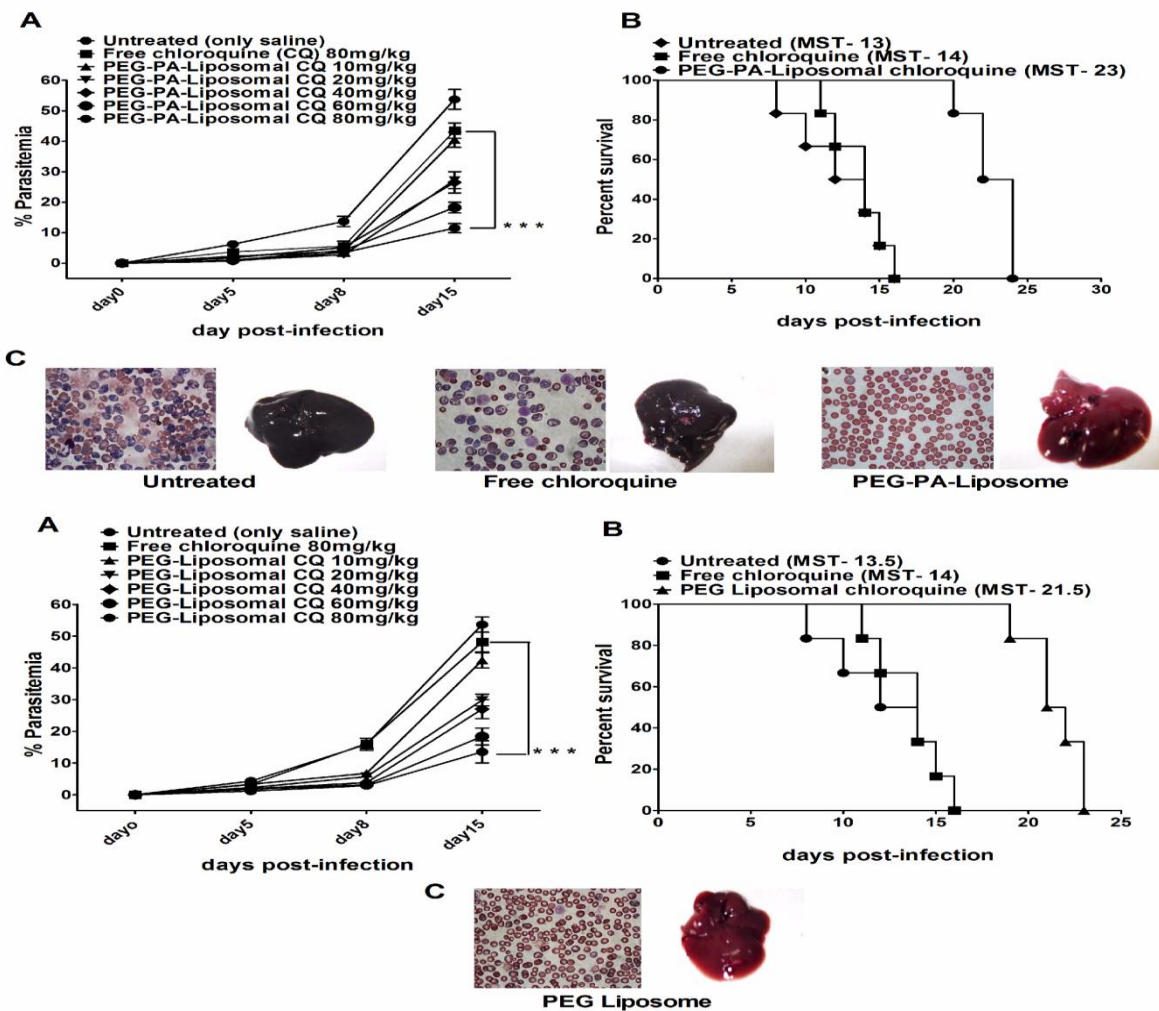 A
Untreated (only saline)
Free chloroquine (CQ) 80mg/kg
PEG-PA-Liposomal CQ 10mg/kg
PEG-PA-Liposomal CQ 20mg/kg
PEG-PA-Liposomal CQ 40mg/kg
PEG-PA-Liposomal CQ 60mg/kg
PEG-PA-Liposomal CQ 80mg/kg
60
50
40
30
20
10
0
% Parasitemia
* * *
day0
day5
day8
day15
day post-infection
B
Untreated (MST- 13)
Free chloroquine (MST- 14)
PEG-PA-Liposomal chloroquine (MST- 23)
100
80
60
40
20
0
Percent survival
0
5
10
15
20
25
30
days post-infection
C
Untreated
Free chloroquine
PEG-PA-Liposome
A
Untreated (only saline)
Free chloroquine 80mg/kg
PEG-Liposomal CQ 10mg/kg
PEG-Liposomal CQ 20mg/kg
PEG-Liposomal CQ 40mg/kg
PEG-Liposomal CQ 60mg/kg
PEG-Liposomal CQ 80mg/kg
60
50
40
30
20
10
0
% Parasitemia
* * *
dayo
day5
day8
day15
days post-infection
B
Untreated (MST- 13.5)
Free chloroquine (MST- 14)
PEG Liposomal chloroquine (MST- 21.5)
100
80
60
40
20
0
Percent survival
0
5
10
15
20
25
days post-infection
C
PEG Liposome